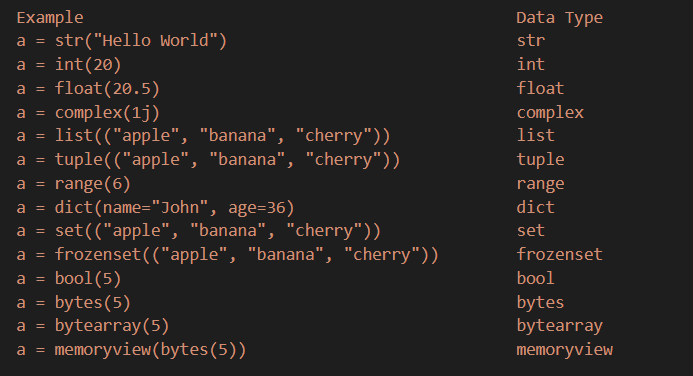 Example Data Type
a = str("Hello World") str
a = int(20) int
a = float(20.5) float
a = complex(1j) complex
a = list(("apple", "banana", "cherry")) list
a = tuple(("apple", "banana", "cherry")) tuple
a = range(6) range
a = dict(name="John", age=36) dict
a = set(("apple", "banana", "cherry")) set
a = frozenset(("apple", "banana", "cherry")) frozenset
a = bool(5) bool
a = bytes(5) bytes
a = bytearray(5) bytearray
a = memoryview(bytes(5)) memoryview